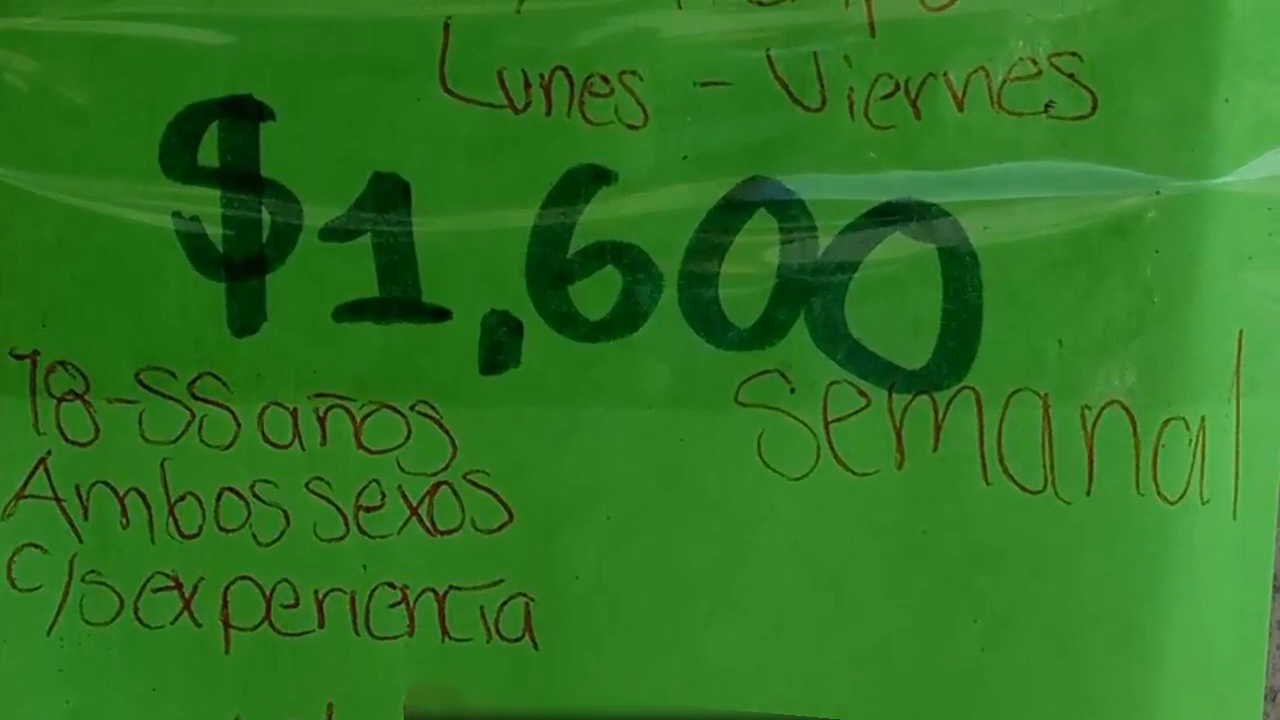 Lunes - Viernes
$1,600
semanal
18-55 años
Ambos sexos
c/s experiencia